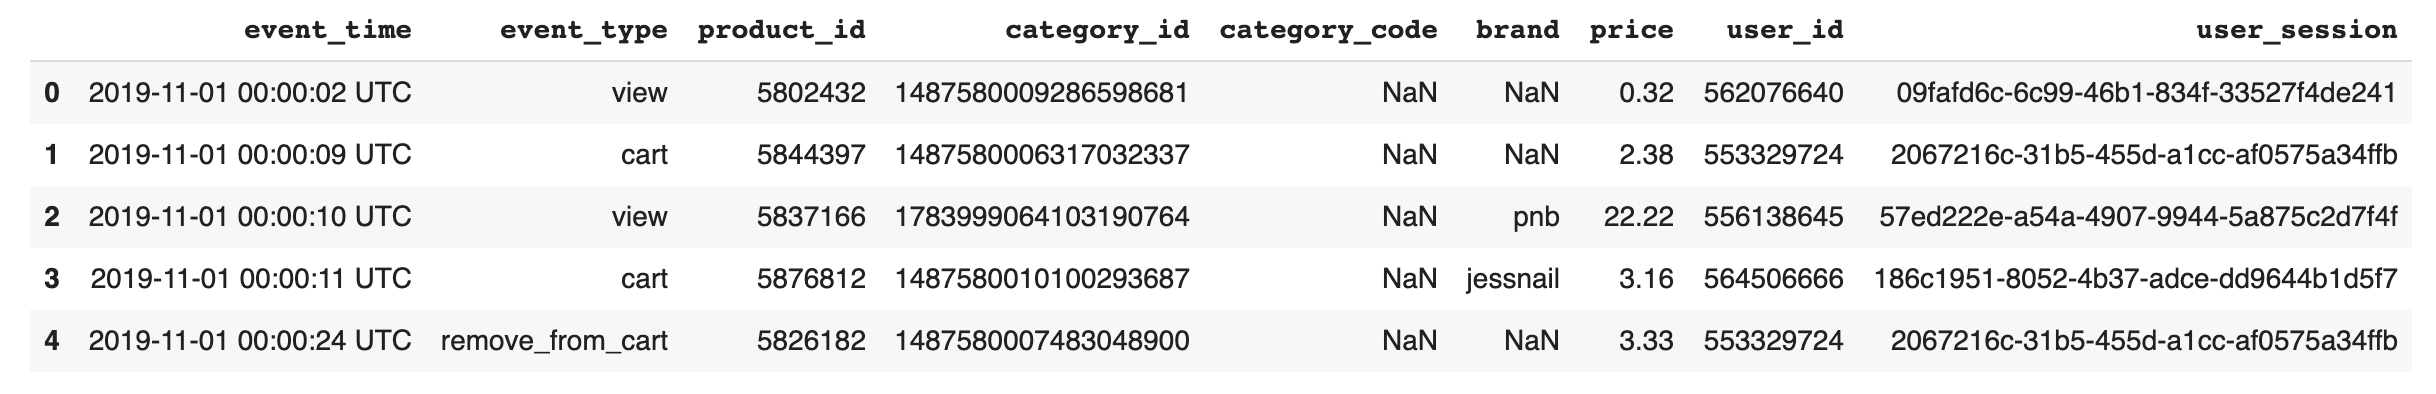 event_time event_type product_id category_id category_code brand price user_id user_session
0 2019-11-01 00:00:02 UTC view 5802432 1487580009286598681 NaN NaN 0.32 562076640 09fafd6c-6c99-46b1-834f-33527f4de241
1 2019-11-01 00:00:09 UTC cart 5844397 1487580006317032337 NaN NaN 2.38 553329724 2067216c-31b5-455d-a1cc-af0575a34ffb
2 2019-11-01 00:00:10 UTC view 5837166 1783999064103190764 NaN pnb 22.22 556138645 57ed222e-a54a-4907-9944-5a875c2d7f4f
3 2019-11-01 00:00:11 UTC cart 5876812 1487580010100293687 NaN jessnail 3.16 564506666 186c1951-8052-4b37-adce-dd9644b1d5f7
4 2019-11-01 00:00:24 UTC remove_from_cart 5826182 1487580007483048900 NaN NaN 3.33 553329724 2067216c-31b5-455d-a1cc-af0575a34ffb